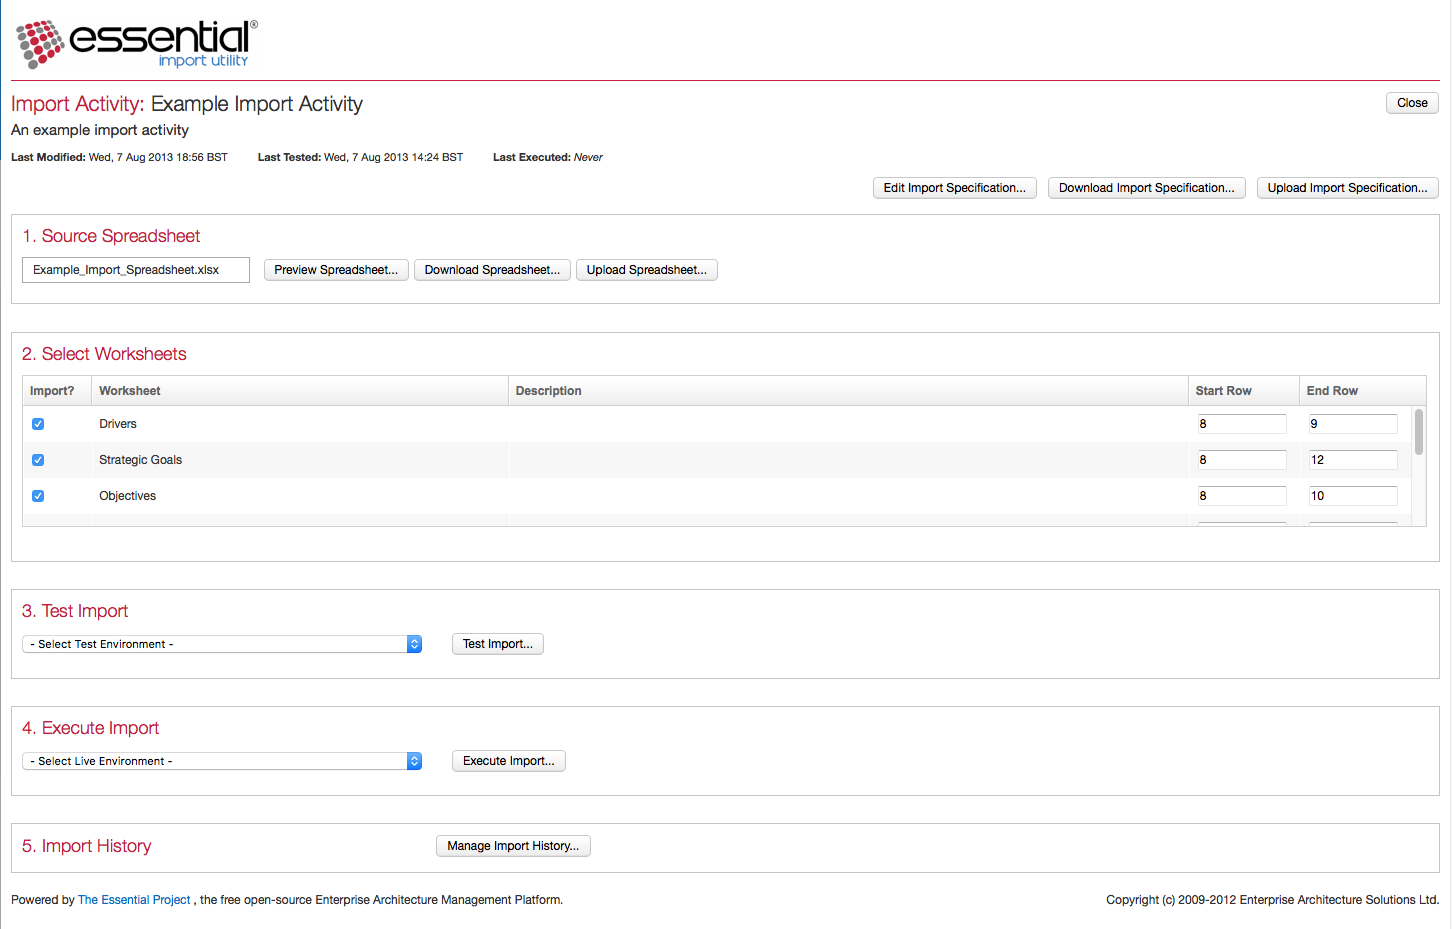 essential®
import utility
Import Activity: Example Import Activity
Close
An example import activity
Last Modified: Wed, 7 Aug 2013 18:56 BST Last Tested: Wed, 7 Aug 2013 14:24 BST Last Executed: Never
Edit Import Specification... Download Import Specification... Upload Import Specification...
1. Source Spreadsheet
Example_Import_Spreadsheet.xlsx Preview Spreadsheet... Download Spreadsheet... Upload Spreadsheet...
2. Select Worksheets
Import? Worksheet Description Start Row End Row
Drivers 8 9
Strategic Goals 8 12
Objectives 8 10
3. Test Import
- Select Test Environment - Test Import...
4. Execute Import
- Select Live Environment - Execute Import...
5. Import History Manage Import History...
Powered by The Essential Project , the free open-source Enterprise Architecture Management Platform. Copyright (c) 2009-2012 Enterprise Architecture Solutions Ltd.